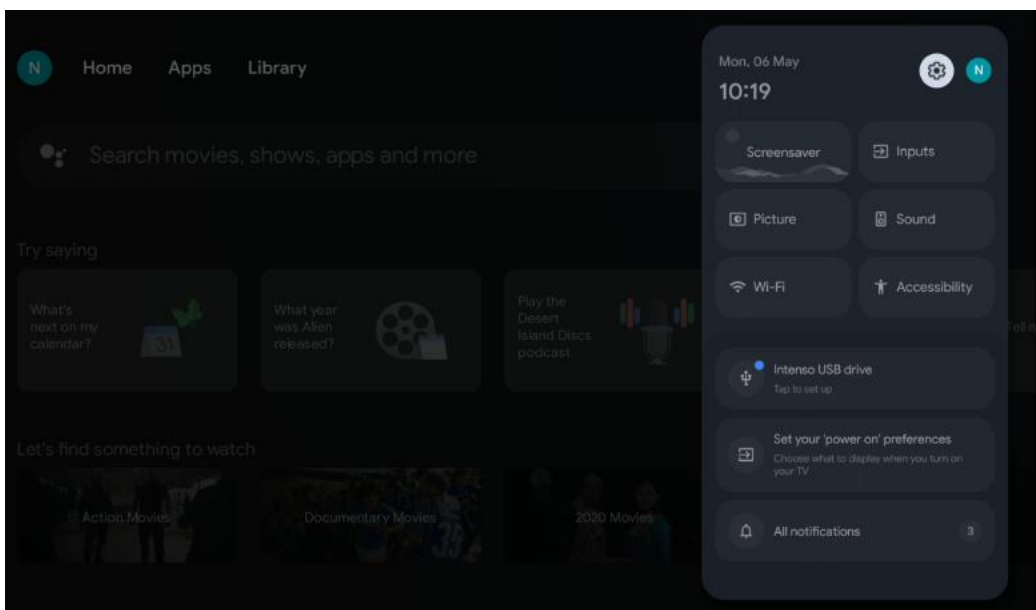 N
Home
Apps
Library
Search movies, shows, apps and more
Try saying
What's
next on my
calendar?
31
What year
was Alien
released?
Play the
Desert
Island Discs
podcast
Tell
Let's find something to watch
Action Movies
Documentary Movies
2020 Movies
Mon, 06 May
10:19
N
Screensaver
Inputs
Picture
Sound
Wi-Fi
Accessibility
Intenso USB drive
Tap to set up
Set your 'power on' preferences
Choose what to display when you turn on
your TV
All notifications
3